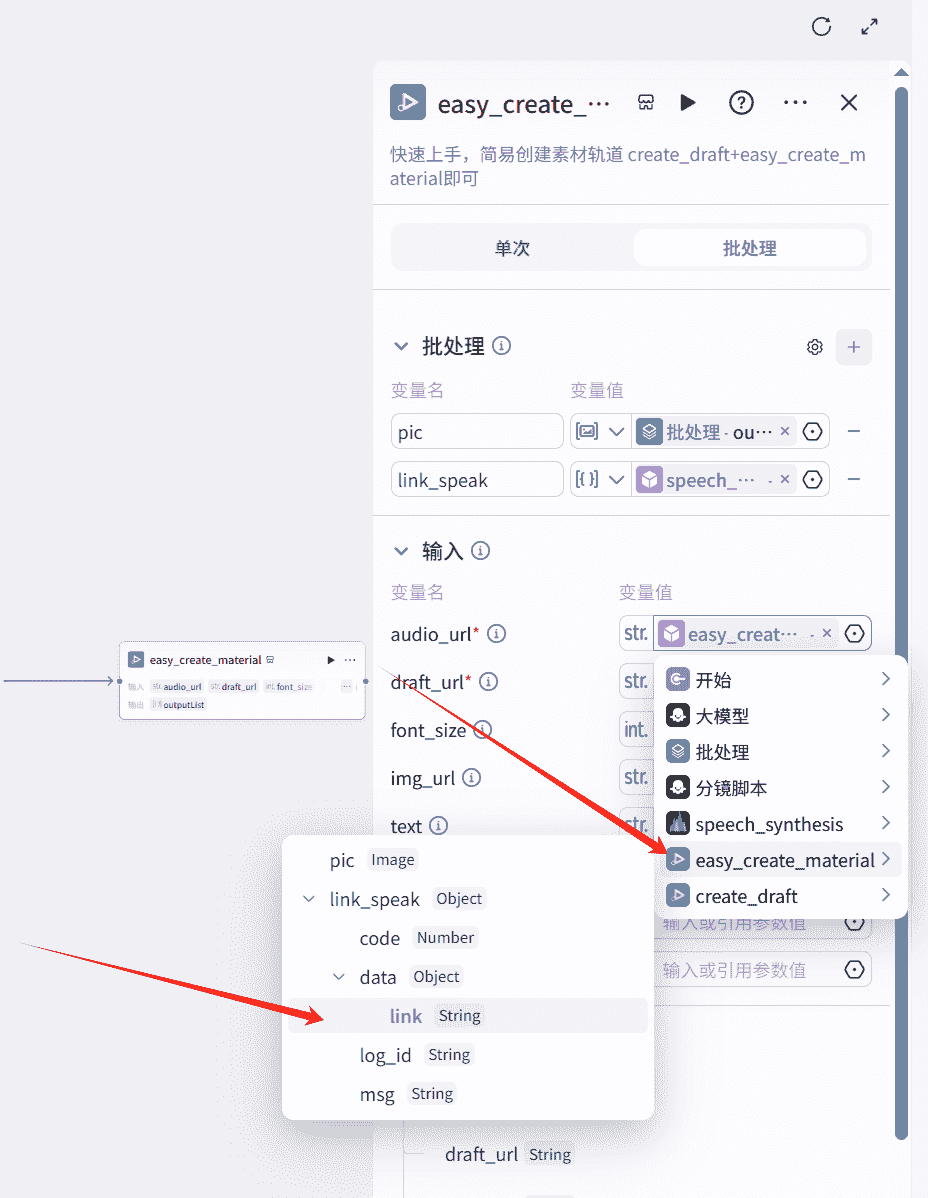 easy_create_···
快速上手，简易创建素材轨道 create_draft+easy_create_m
aterial即可
单次
批处理
批处理
变量名 变量值
pic 批处理 - ou···
link_speak speech_··· -
输入
变量名 变量值
audio_url* str. easy_creat··· -
draft_url* str.
font_size int.
img_url str.
text str.
开始
大模型
批处理
分镜脚本
speech_synthesis
easy_create_material
create_draft
输入或引用参数值
输入或引用参数值
easy_create_material
输入 str. audio_url str. draft_url int. font_size ···
输出 outputList
pic Image
link_speak Object
code Number
data Object
link String
log_id String
msg String
draft_url String